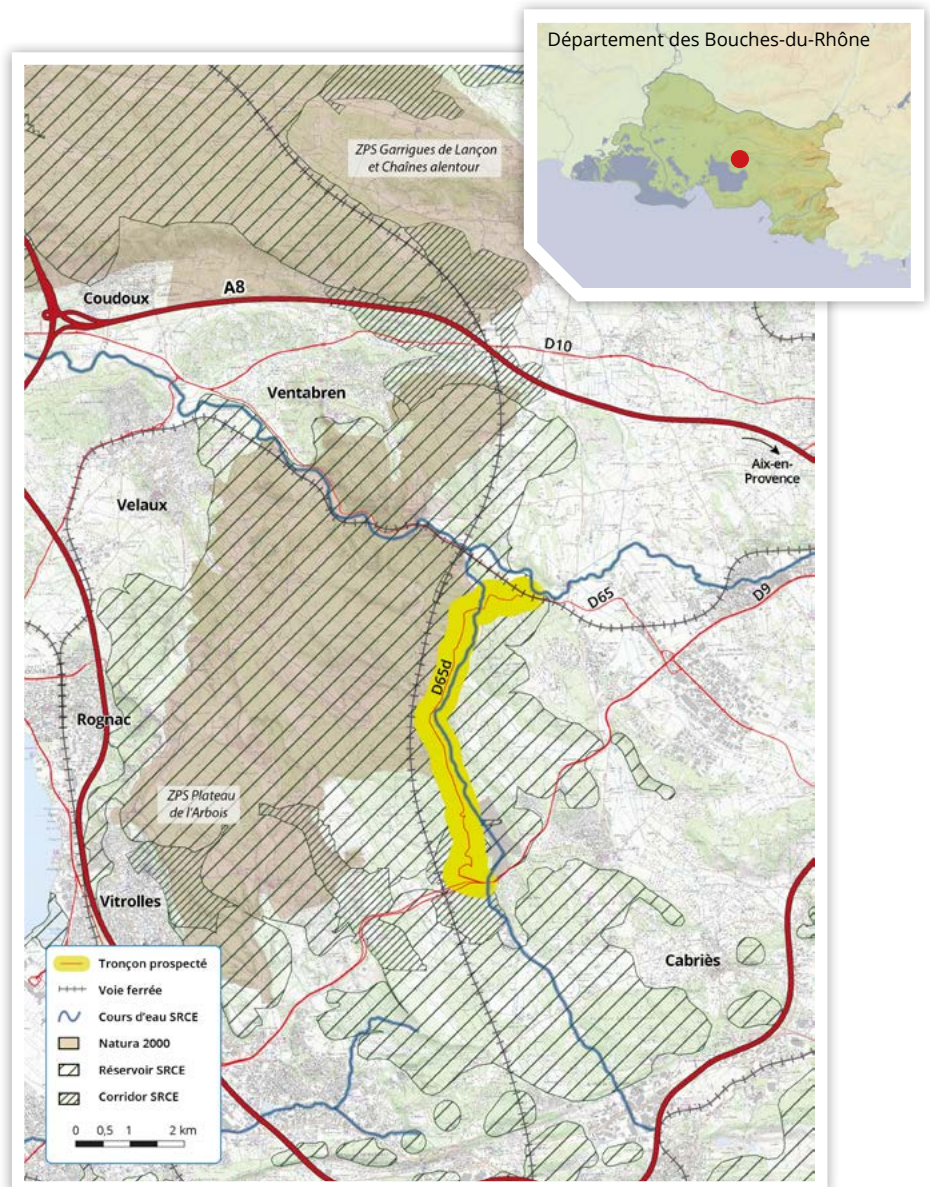 Département des Bouches-du-Rhône
ZPS Garrigues de Lançon
et Chaînes alentour
Coudoux
A8
D10
Ventabren
Aix-en-
Provence
Velaux
D65
D9
D65d
Rognac
ZPS Plateau
de l'Arbois
Vitrolles
Cabriès
Tronçon prospecté
Voie ferrée
Cours d'eau SRCE
Natura 2000
Réservoir SRCE
Corridor SRCE
0 0,5 1 2 km